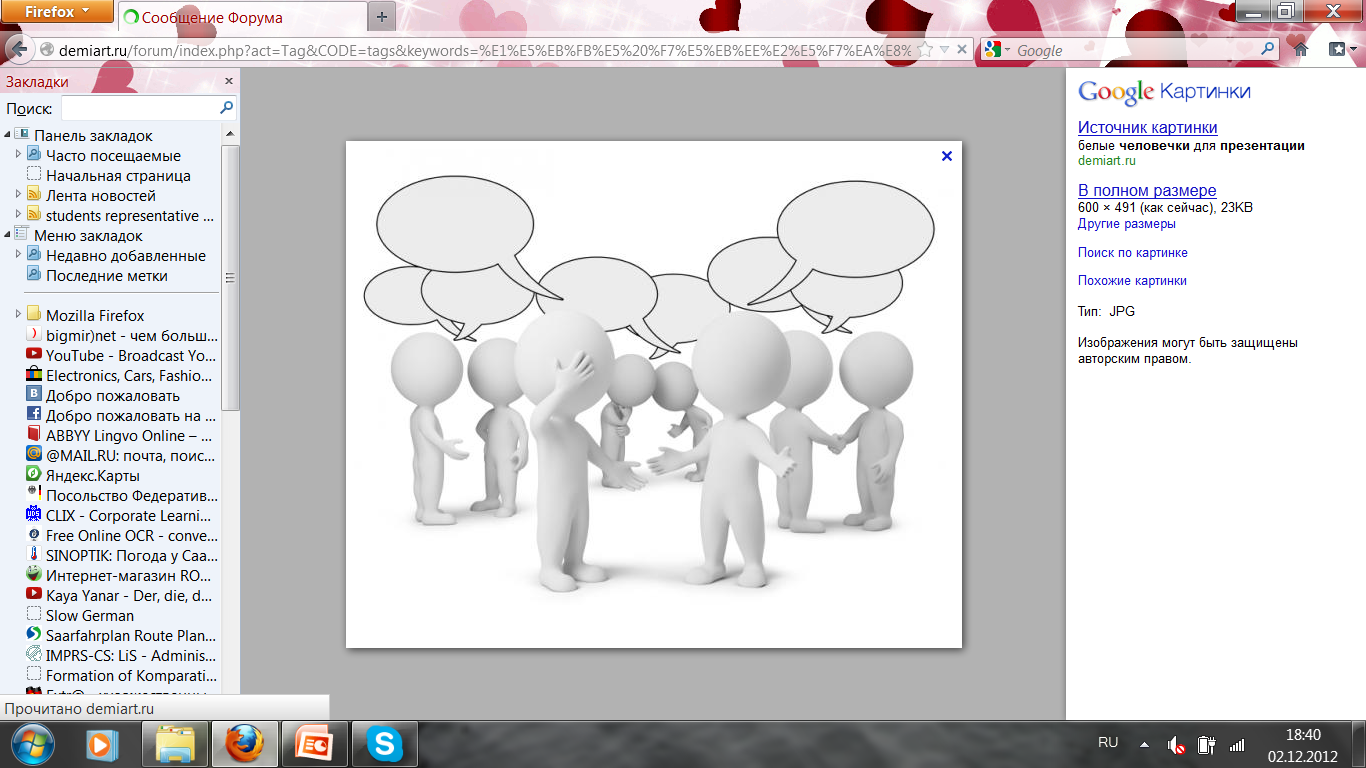 Firefox
Сообщение Форума
demiart.ru/forum/index.php?act=Tag&CODE=tags&keywords=%E1%E5%EB%FB%E5%20%F7%E5%EB%EE%E2%E5%F7%EA%E8%
Google
Закладки
Поиск:
Панель закладок
Часто посещаемые
Начальная страница
Лента новостей
students representative ...
Меню закладок
Недавно добавленные
Последние метки
Mozilla Firefox
bigmir)net - чем больш...
YouTube - Broadcast Yo...
Electronics, Cars, Fashio...
Добро пожаловать
Добро пожаловать на ...
ABBYY Lingvo Online – ...
@MAIL.RU: почта, поис...
Яндекс.Карты
Посольство Федератив...
CLIX - Corporate Learni...
Free Online OCR - conve...
SINOPTIK: Погода у Саа...
Интернет-магазин RO...
Kaya Yanar - Der, die, d...
Slow German
Saarfahrplan Route Plan...
IMPRS-CS: LiS - Adminis...
Formation of Komparati...
Прочитано demiart.ru
Google Картинки
Источник картинки
белые человечки для презентации
demiart.ru
В полном размере
600 × 491 (как сейчас), 23KB
Другие размеры
Поиск по картинке
Похожие картинки
Тип: JPG
Изображения могут быть защищены
авторским правом.
RU
18:40
02.12.2012